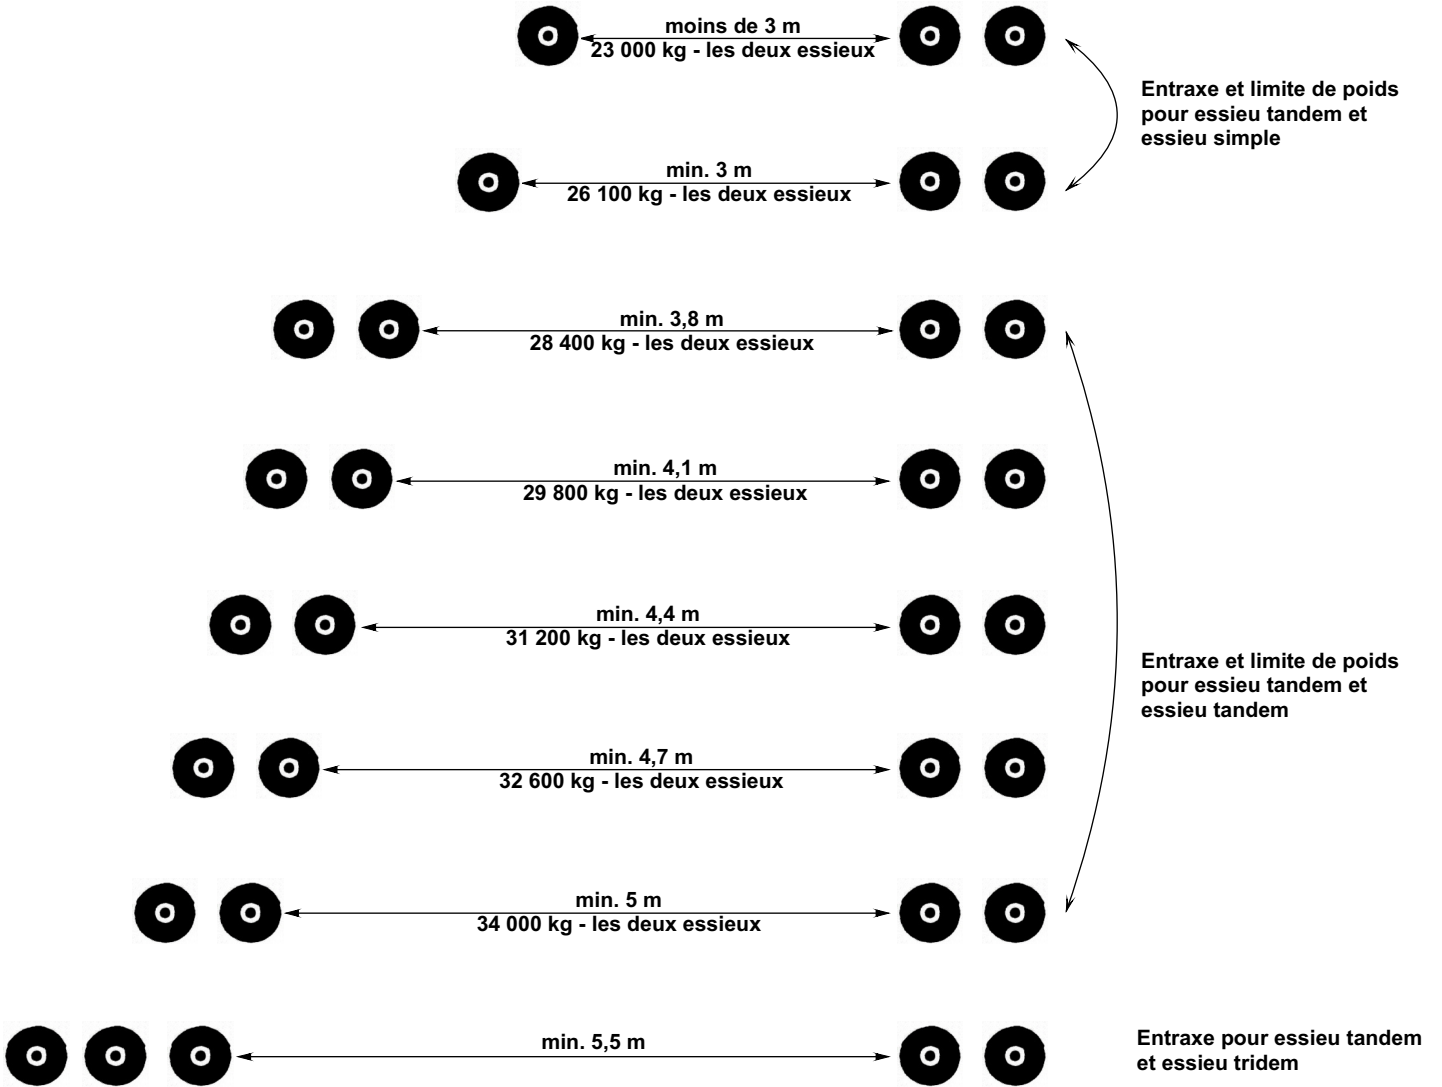 moins de 3 m
23 000 kg - les deux essieux
Entraxe et limite de poids
pour essieu tandem et
essieu simple
min. 3 m
26 100 kg - les deux essieux
min. 3,8 m
28 400 kg - les deux essieux
min. 4,1 m
29 800 kg - les deux essieux
min. 4,4 m
31 200 kg - les deux essieux
Entraxe et limite de poids
pour essieu tandem et
essieu tandem
min. 4,7 m
32 600 kg - les deux essieux
min. 5 m
34 000 kg - les deux essieux
min. 5,5 m
Entraxe pour essieu tandem
et essieu tridem